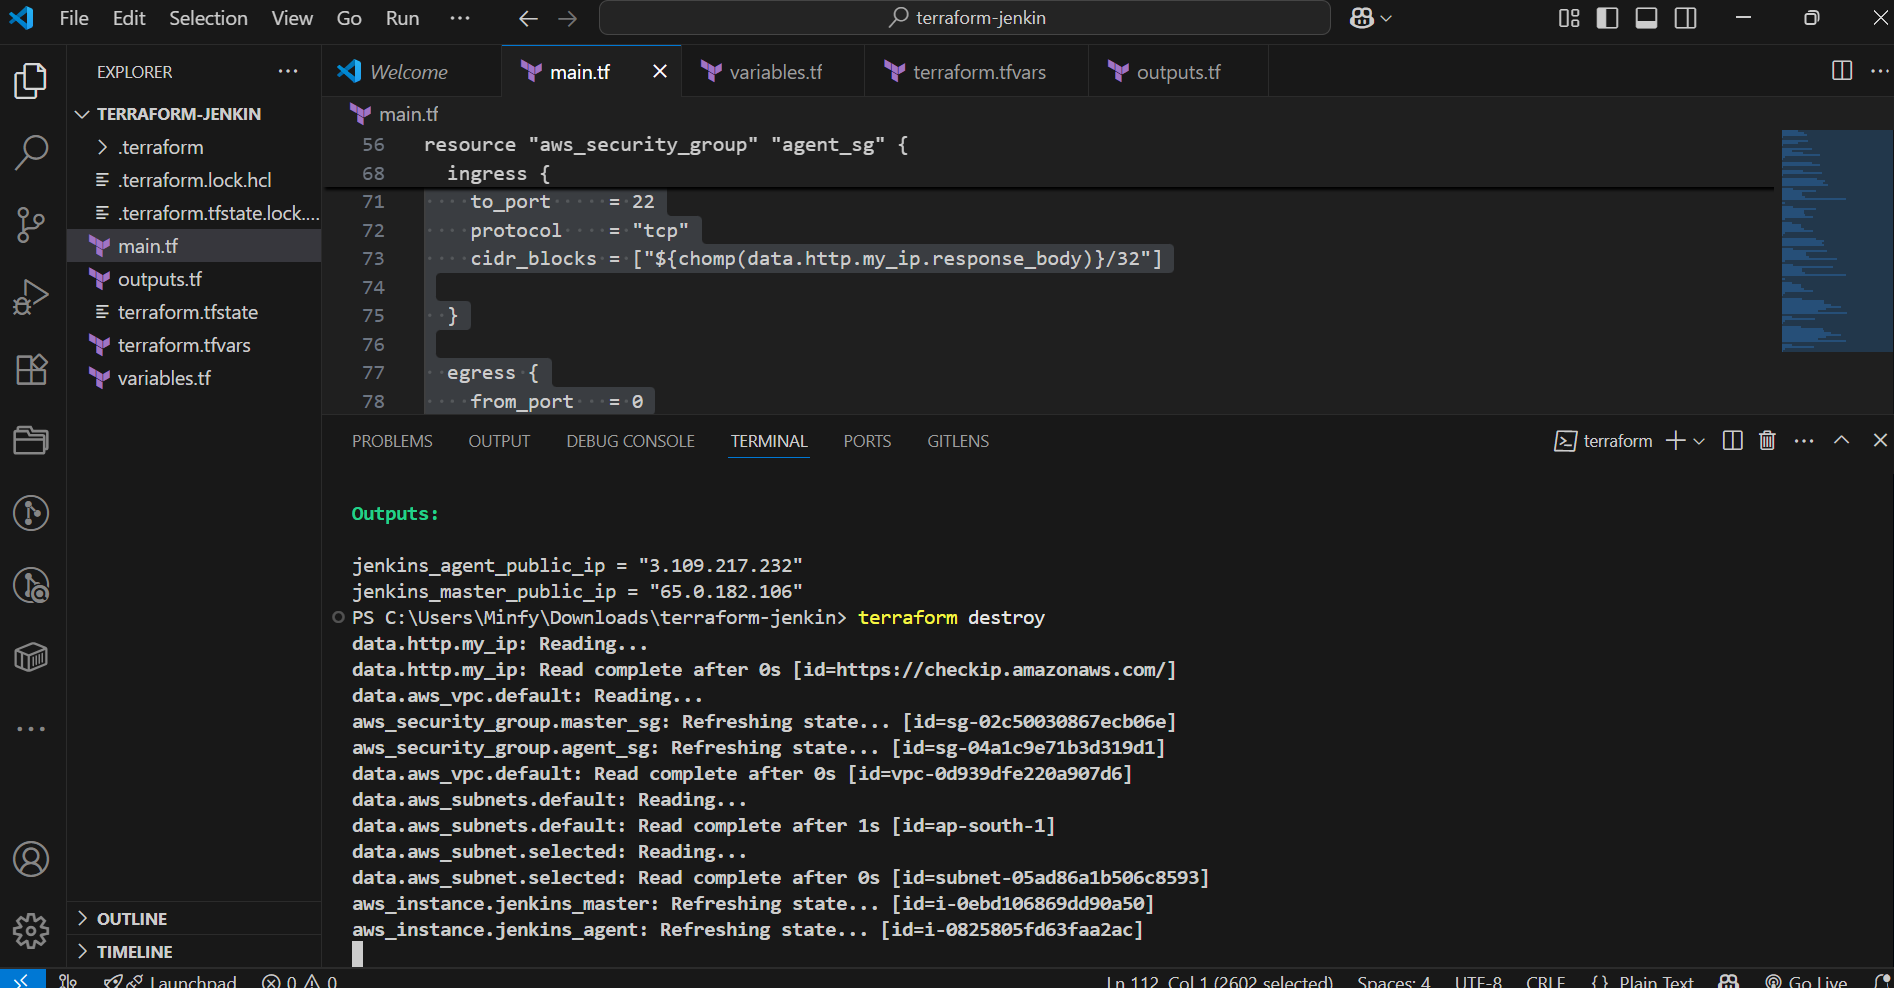 File Edit Selection View Go Run ··· terraform-jenkin
EXPLORER ···
TERRAFORM-JENKIN
.terraform
.terraform.lock.hcl
.terraform.tfstate.lock....
main.tf
outputs.tf
terraform.tfstate
terraform.tfvars
variables.tf
OUTLINE
TIMELINE
Welcome main.tf variables.tf terraform.tfvars outputs.tf
main.tf
56 resource "aws_security_group" "agent_sg" {
68 ingress {
71 to_port = 22
72 protocol = "tcp"
73 cidr_blocks = ["${chomp(data.http.my_ip.response_body)}/32"]
74
75 }
76
77 egress {
78 from_port = 0
PROBLEMS OUTPUT DEBUG CONSOLE TERMINAL PORTS GITLENS terraform
Outputs:
jenkins_agent_public_ip = "3.109.217.232"
jenkins_master_public_ip = "65.0.182.106"
PS C:\Users\Minfy\Downloads\terraform-jenkin> terraform destroy
data.http.my_ip: Reading...
data.http.my_ip: Read complete after 0s [id=https://checkip.amazonaws.com/]
data.aws_vpc.default: Reading...
aws_security_group.master_sg: Refreshing state... [id=sg-02c50030867ecb06e]
aws_security_group.agent_sg: Refreshing state... [id=sg-04a1c9e71b3d319d1]
data.aws_vpc.default: Read complete after 0s [id=vpc-0d939dfe220a907d6]
data.aws_subnets.default: Reading...
data.aws_subnets.default: Read complete after 1s [id=ap-south-1]
data.aws_subnet.selected: Reading...
data.aws_subnet.selected: Read complete after 0s [id=subnet-05ad86a1b506c8593]
aws_instance.jenkins_master: Refreshing state... [id=i-0ebd106869dd90a50]
aws_instance.jenkins_agent: Refreshing state... [id=i-0825805fd63faa2ac]
Launchpad 0 0 Ln 112, Col 1 (2602 selected) Spaces: 4 UTF-8 CRLF {} Plain Text Go Live